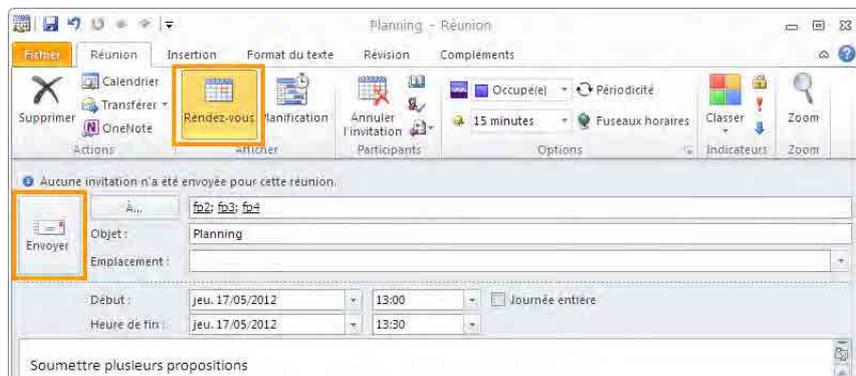 Planning - Réunion
Fichier Réunion Insertion Format du texte Révision Compléments
Supprimer
Calendrier
Transférer
OneNote
Actions
Rendez-vous
Planification
Afficher
Annuler
l'invitation
Participants
Occupé(e)
Périodicité
15 minutes
Fuseaux horaires
Options
Classer
Indicateurs
Zoom
Zoom
Aucune invitation n'a été envoyée pour cette réunion.
Envoyer
À... fp2; fp3; fp4
Objet : Planning
Emplacement :
Début : jeu. 17/05/2012 13:00 Journée entière
Heure de fin : jeu. 17/05/2012 13:30
Soumettre plusieurs propositions